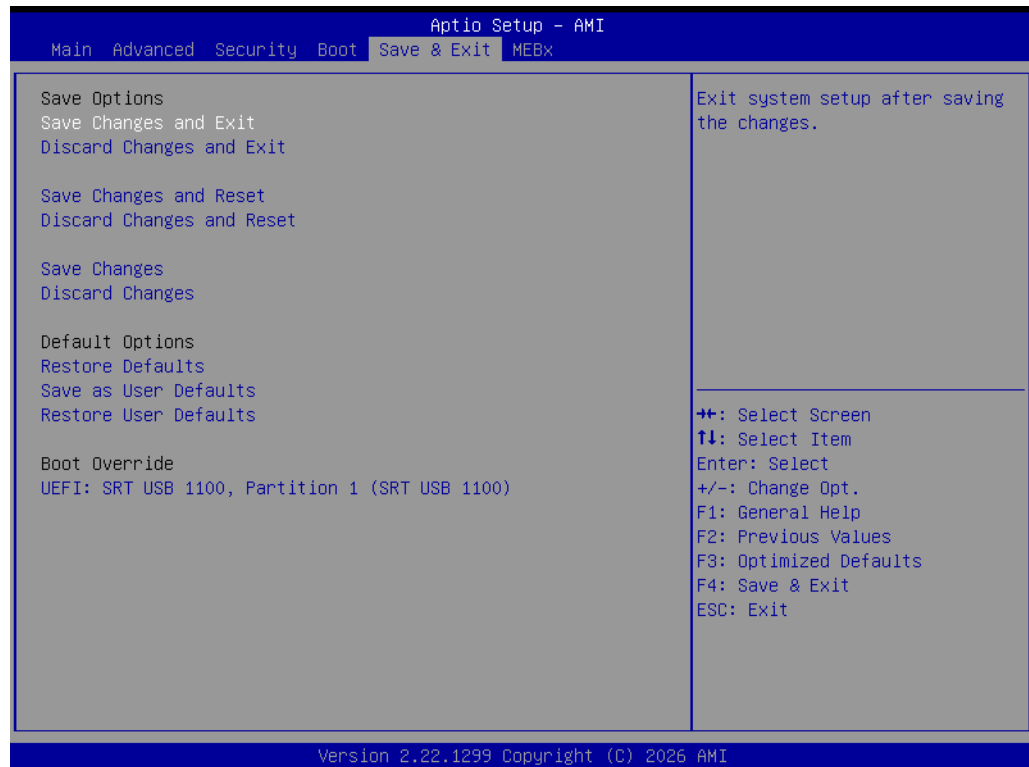 Aptio Setup – AMI
Main Advanced Security Boot Save & Exit MEBx
Save Options
Save Changes and Exit
Discard Changes and Exit
Save Changes and Reset
Discard Changes and Reset
Save Changes
Discard Changes
Default Options
Restore Defaults
Save as User Defaults
Restore User Defaults
Boot Override
UEFI: SRT USB 1100, Partition 1 (SRT USB 1100)
Exit system setup after saving
the changes.
→←: Select Screen
↑↓: Select Item
Enter: Select
+/-: Change Opt.
F1: General Help
F2: Previous Values
F3: Optimized Defaults
F4: Save & Exit
ESC: Exit
Version 2.22.1299 Copyright (C) 2026 AMI